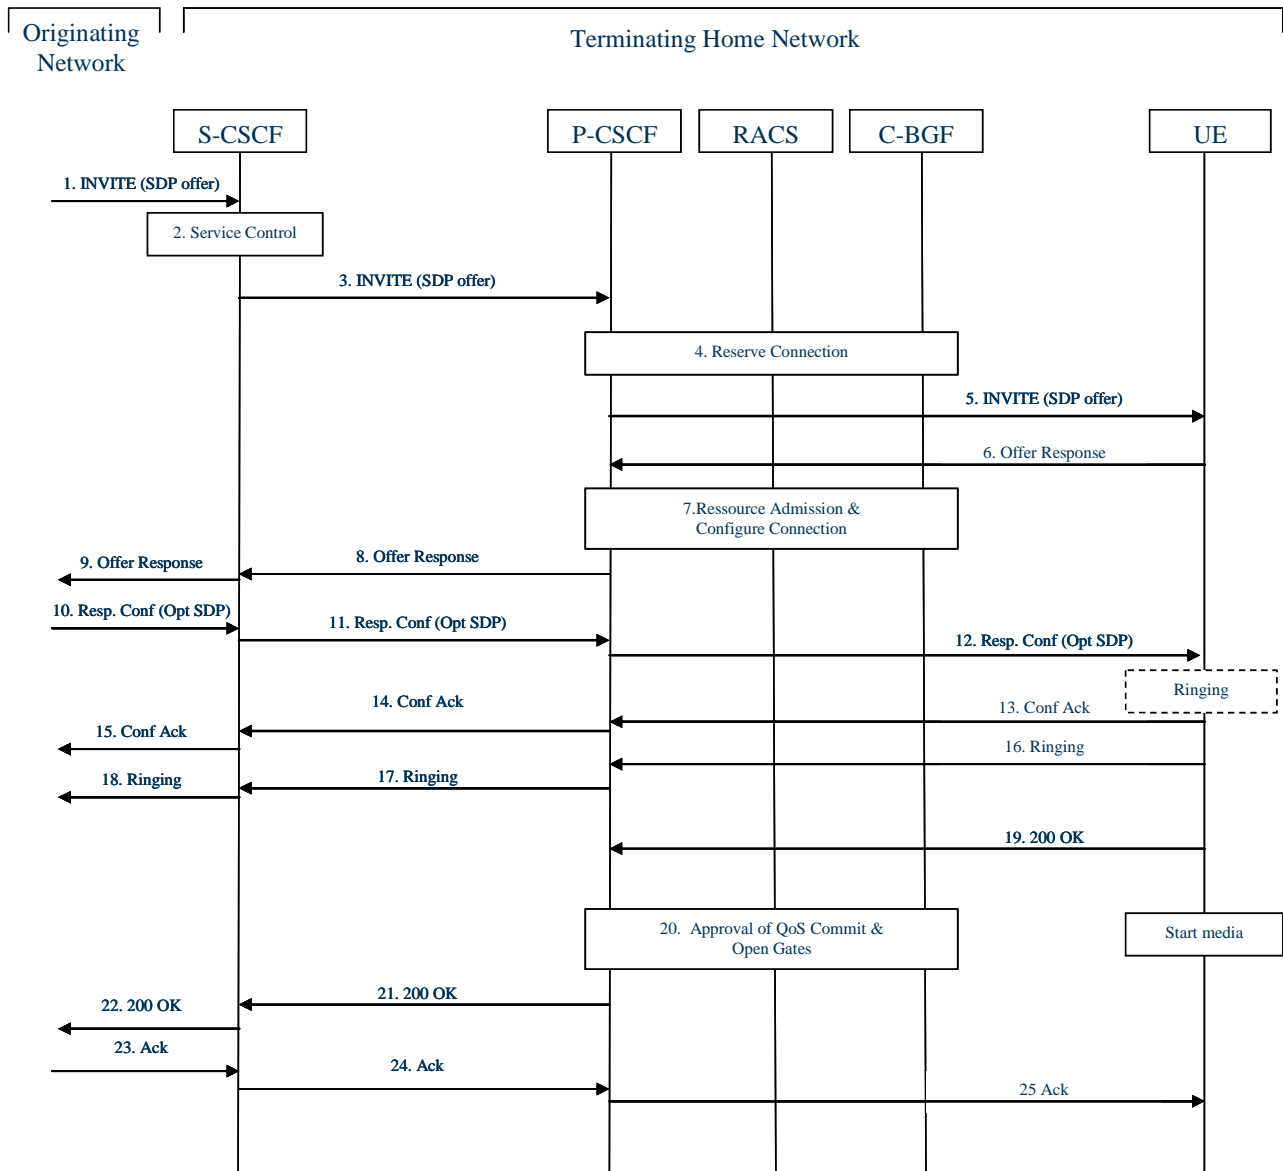 Originating
Network
Terminating Home Network
S-CSCF
P-CSCF
RACS
C-BGF
UE
1. INVITE (SDP offer)
2. Service Control
3. INVITE (SDP offer)
4. Reserve Connection
5. INVITE (SDP offer)
6. Offer Response
7.Ressource Admission &
Configure Connection
8. Offer Response
9. Offer Response
10. Resp. Conf (Opt SDP)
11. Resp. Conf (Opt SDP)
12. Resp. Conf (Opt SDP)
Ringing
13. Conf Ack
14. Conf Ack
15. Conf Ack
16. Ringing
17. Ringing
18. Ringing
19. 200 OK
20. Approval of QoS Commit &
Open Gates
Start media
21. 200 OK
22. 200 OK
23. Ack
24. Ack
25 Ack